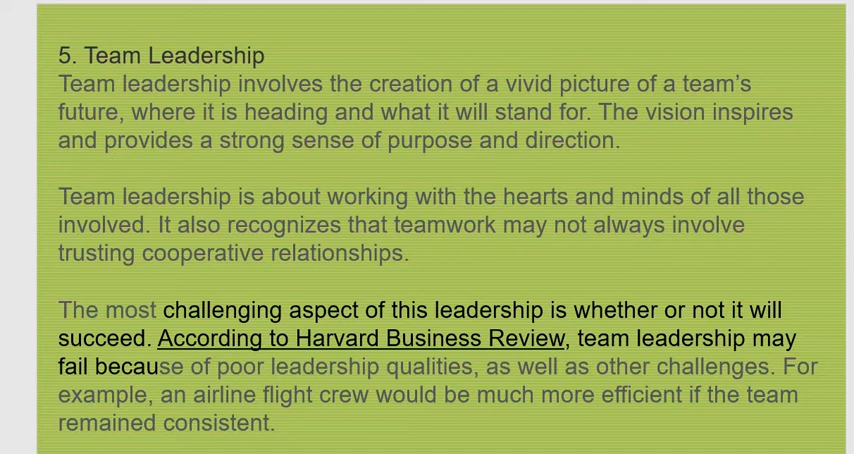 5. Team Leadership
Team leadership involves the creation of a vivid picture of a team’s
future, where it is heading and what it will stand for. The vision inspires
and provides a strong sense of purpose and direction.
Team leadership is about working with the hearts and minds of all those
involved. It also recognizes that teamwork may not always involve
trusting cooperative relationships.
The most challenging aspect of this leadership is whether or not it will
succeed. According to Harvard Business Review, team leadership may
fail because of poor leadership qualities, as well as other challenges. For
example, an airline flight crew would be much more efficient if the team
remained consistent.